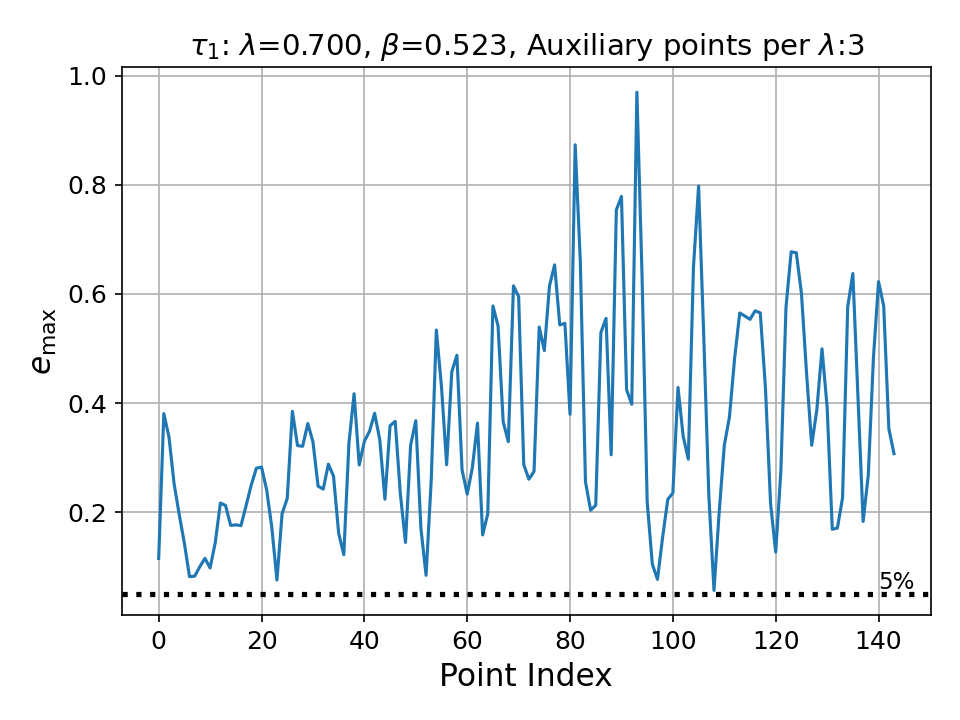 τ₁: λ=0.700, β=0.523, Auxiliary points per λ:3
1.0
0.8
0.6
0.4
0.2
e_max
5%
0 20 40 60 80 100 120 140
Point Index